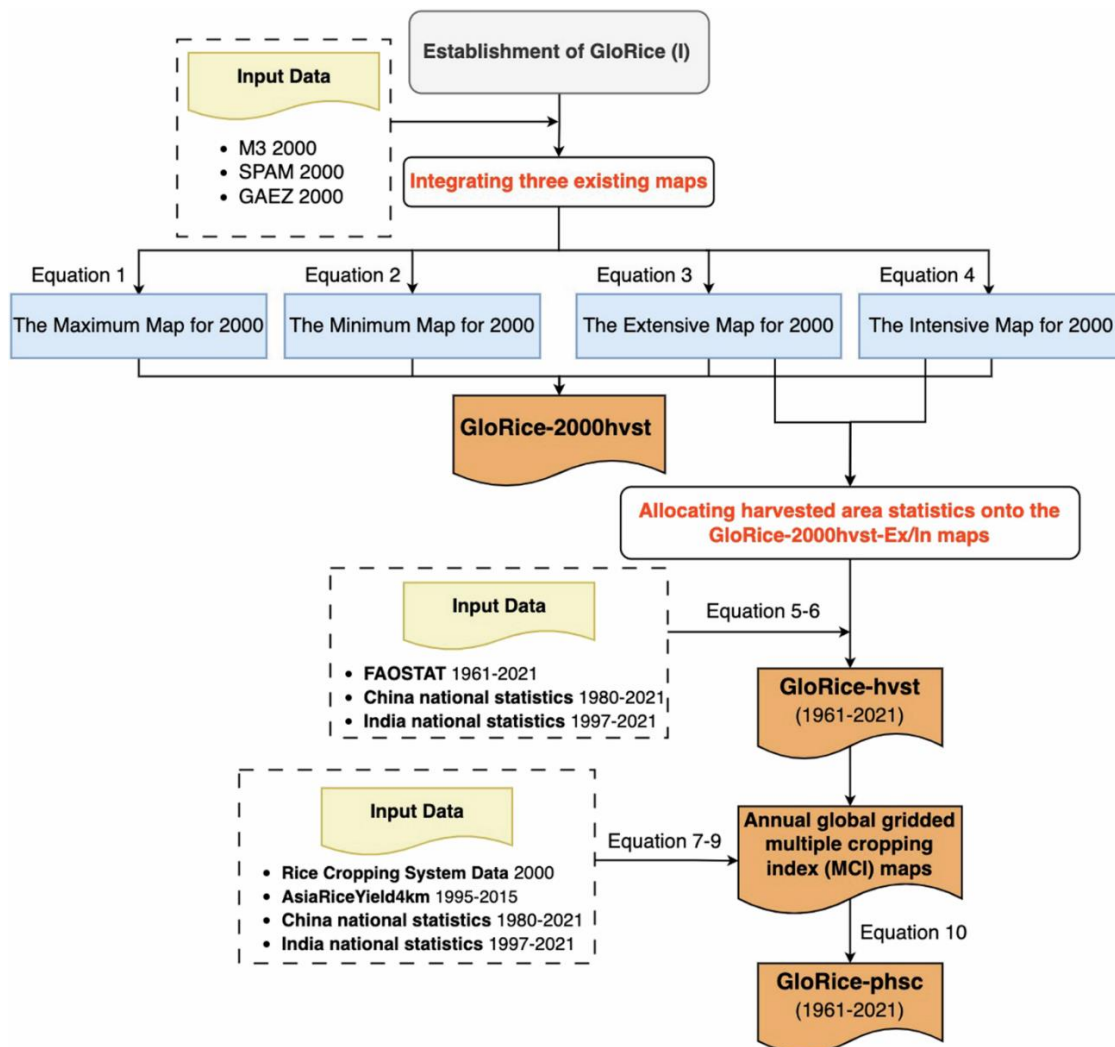 Establishment of GloRice (I)
Input Data
• M3 2000
• SPAM 2000
• GAEZ 2000
Integrating three existing maps
Equation 1
Equation 2
Equation 3
Equation 4
The Maximum Map for 2000
The Minimum Map for 2000
The Extensive Map for 2000
The Intensive Map for 2000
GloRice-2000hvst
Allocating harvested area statistics onto the
GloRice-2000hvst-Ex/In maps
Input Data
• FAOSTAT 1961-2021
• China national statistics 1980-2021
• India national statistics 1997-2021
Equation 5-6
GloRice-hvst
(1961-2021)
Input Data
• Rice Cropping System Data 2000
• AsiaRiceYield4km 1995-2015
• China national statistics 1980-2021
• India national statistics 1997-2021
Equation 7-9
Annual global gridded
multiple cropping
index (MCI) maps
Equation 10
GloRice-phsc
(1961-2021)